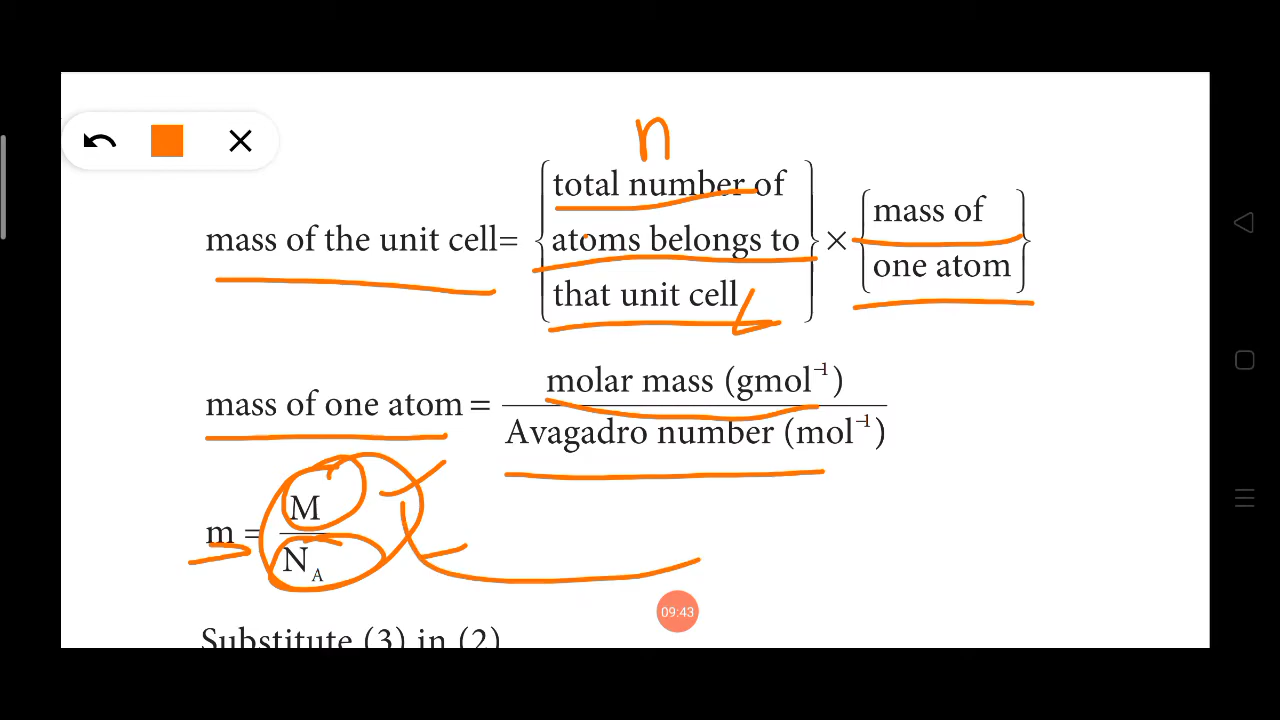 n
mass of the unit cell= {total number of
atoms belongs to
that unit cell} × {mass of
one atom}
mass of one atom = molar mass (gmol⁻¹)
Avagadro number (mol⁻¹)
m = M
N_A
09:43
Substitute (3) in (2)